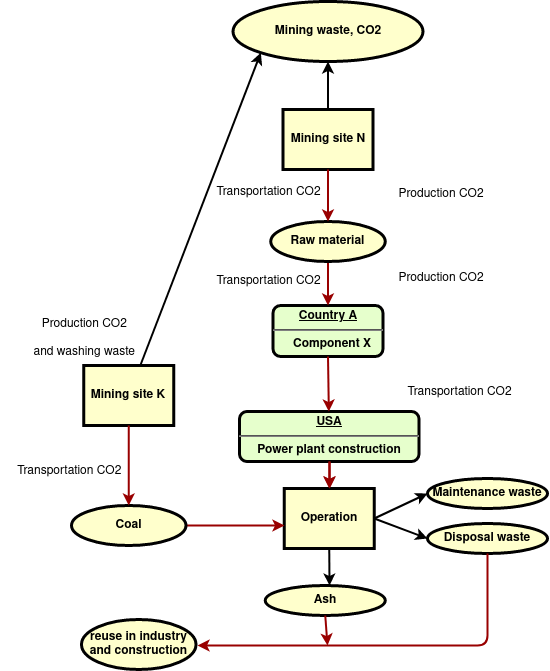 Mining waste, CO2
Mining site N
Transportation CO2
Production CO2
Raw material
Transportation CO2
Production CO2
Country A
Component X
Production CO2
and washing waste
Mining site K
Transportation CO2
USA
Power plant construction
Transportation CO2
Coal
Operation
Maintenance waste
Disposal waste
Ash
reuse in industry
and construction